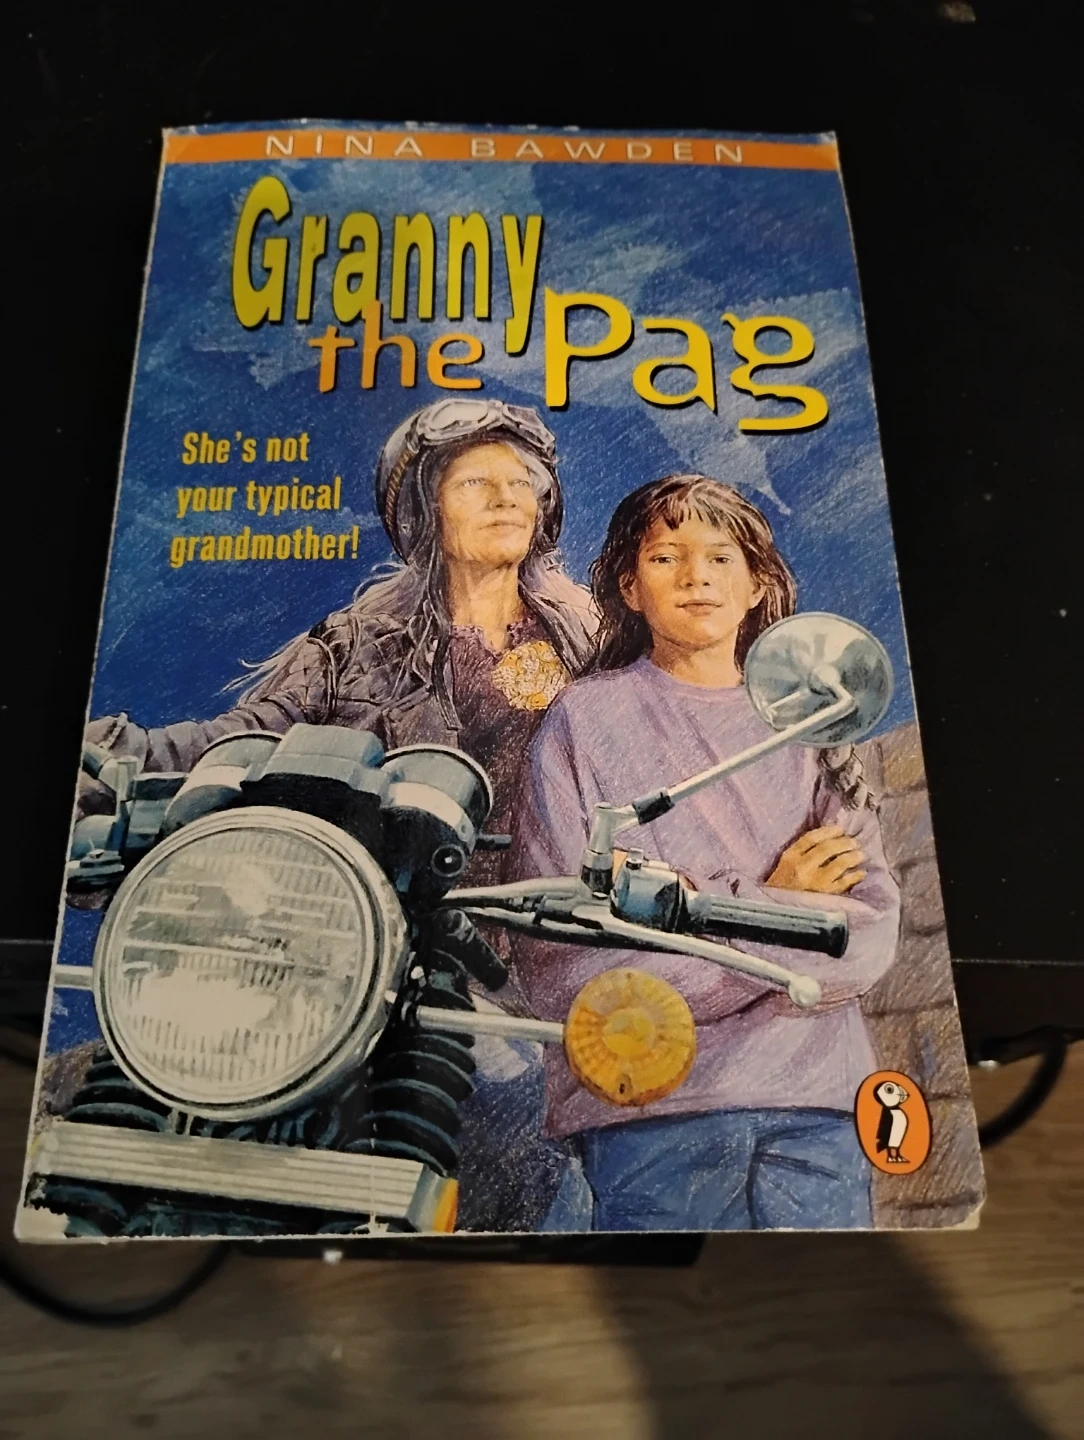 NINA BAWDEN
Granny
the Pag
She's not
your typical
grandmother!